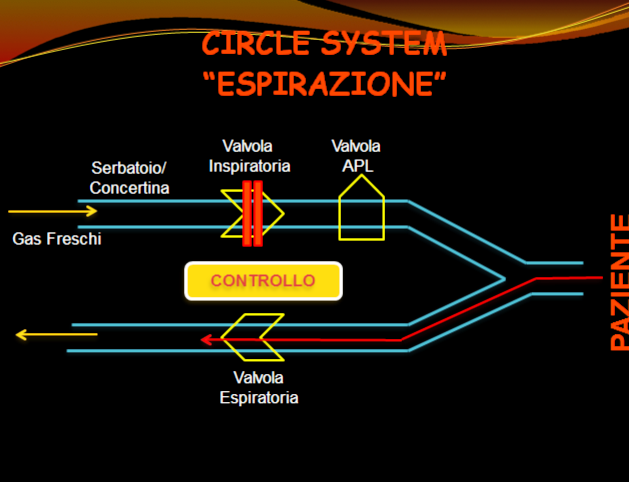 CIRCLE SYSTEM
“ESPIRAZIONE”
Valvola
Inspiratoria
Valvola
APL
Serbatoio/
Concertina
Gas Freschi
CONTROLLO
PAZIENTE
Valvola
Espiratoria